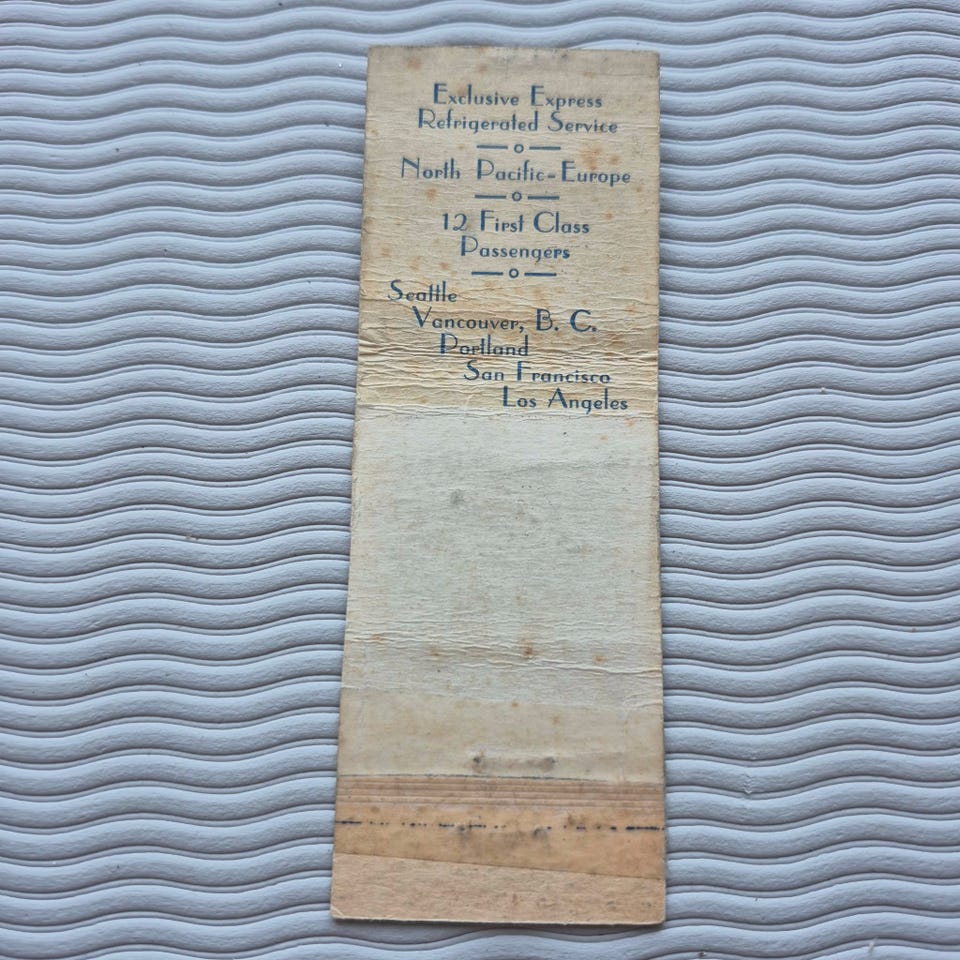 Exclusive Express
Refrigerated Service
North Pacific-Europe
12 First Class
Passengers
Seattle
Vancouver, B. C.
Portland
San Francisco
Los Angeles